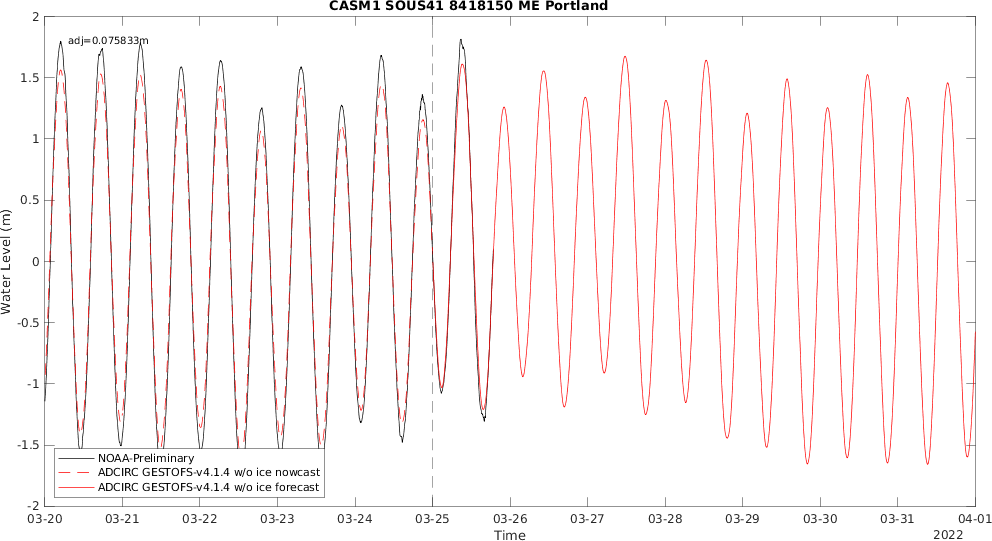 CASM1 SOUS41 8418150 ME Portland
adj=0.075833m
2
1.5
1
0.5
0
-0.5
-1
-1.5
-2
Water Level (m)
NOAA-Preliminary
ADCIRC GESTOFS-v4.1.4 w/o ice nowcast
ADCIRC GESTOFS-v4.1.4 w/o ice forecast
03-20 03-21 03-22 03-23 03-24 03-25 03-26 03-27 03-28 03-29 03-30 03-31 04-01
Time
2022